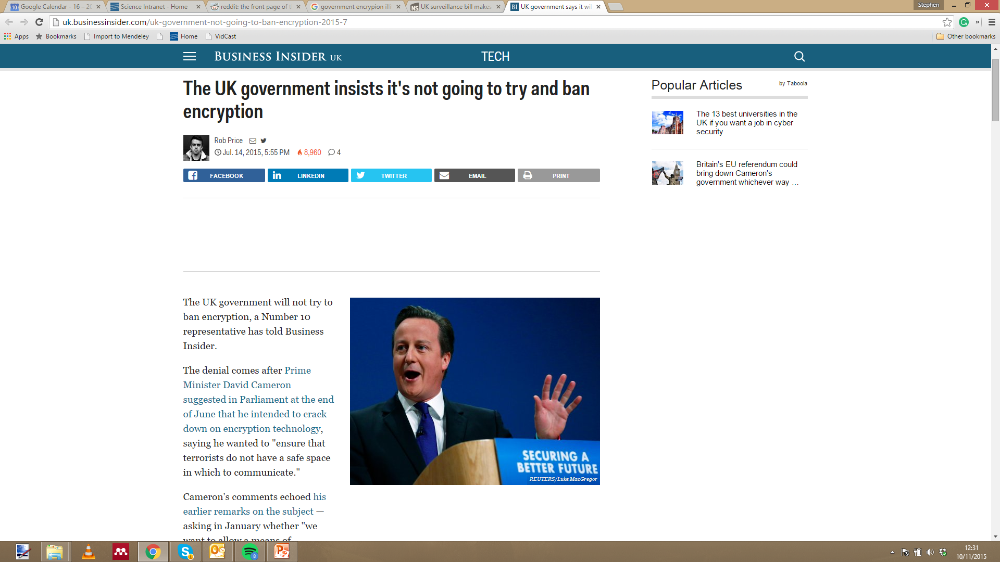 Google Calendar - 16 – 20
Science Intranet - Home
reddit: the front page of t
government encrypion illi
UK surveillance bill makes
UK government says it wil
Stephen
uk.businessinsider.com/uk-government-not-going-to-ban-encryption-2015-7
Apps
Bookmarks
Import to Mendeley
Home
VidCast
Other bookmarks
BUSINESS INSIDER UK
TECH
The UK government insists it's not going to try and ban
encryption
Rob Price
Jul. 14, 2015, 5:55 PM 8,960 4
FACEBOOK
LINKEDIN
TWITTER
EMAIL
PRINT
The UK government will not try to
ban encryption, a Number 10
representative has told Business
Insider.
The denial comes after Prime
Minister David Cameron
suggested in Parliament at the end
of June that he intended to crack
down on encryption technology,
saying he wanted to "ensure that
terrorists do not have a safe space
in which to communicate."
Cameron's comments echoed his
earlier remarks on the subject —
asking in January whether "we
want to allow a means of
SECURING A
BETTER FUTURE
REUTERS/Luke MacGregor
Popular Articles
by Taboola
The 13 best universities in the
UK if you want a job in cyber
security
Britain's EU referendum could
bring down Cameron's
government whichever way …
12:31
10/11/2015